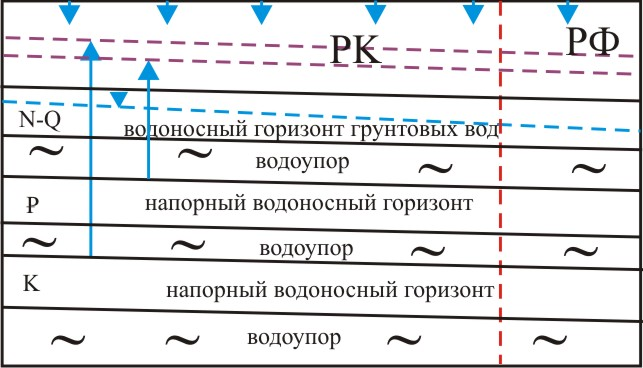 РК
РФ
N-Q
водоносный горизонт грунтовых вод
водоупор
P
напорный водоносный горизонт
водоупор
K
напорный водоносный горизонт
водоупор